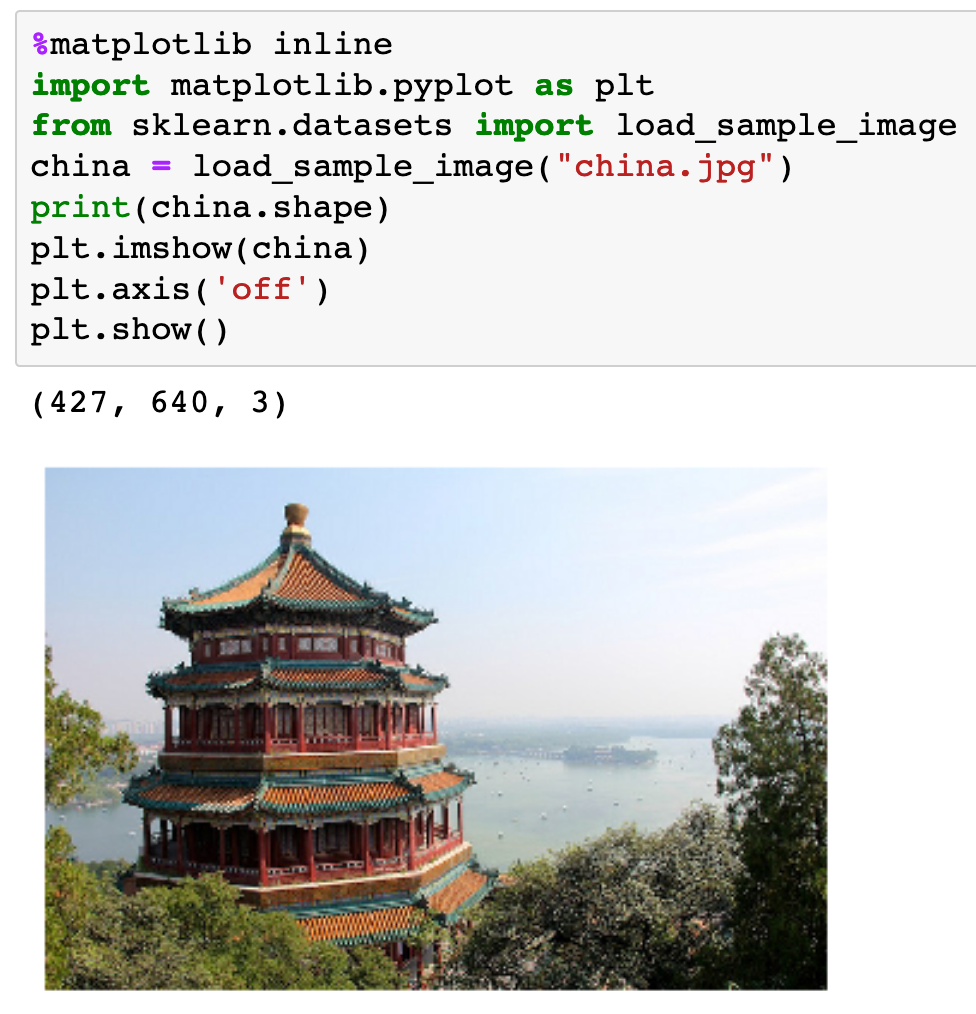 %matplotlib inline
import matplotlib.pyplot as plt
from sklearn.datasets import load_sample_image
china = load_sample_image("china.jpg")
print(china.shape)
plt.imshow(china)
plt.axis('off')
plt.show()
(427, 640, 3)